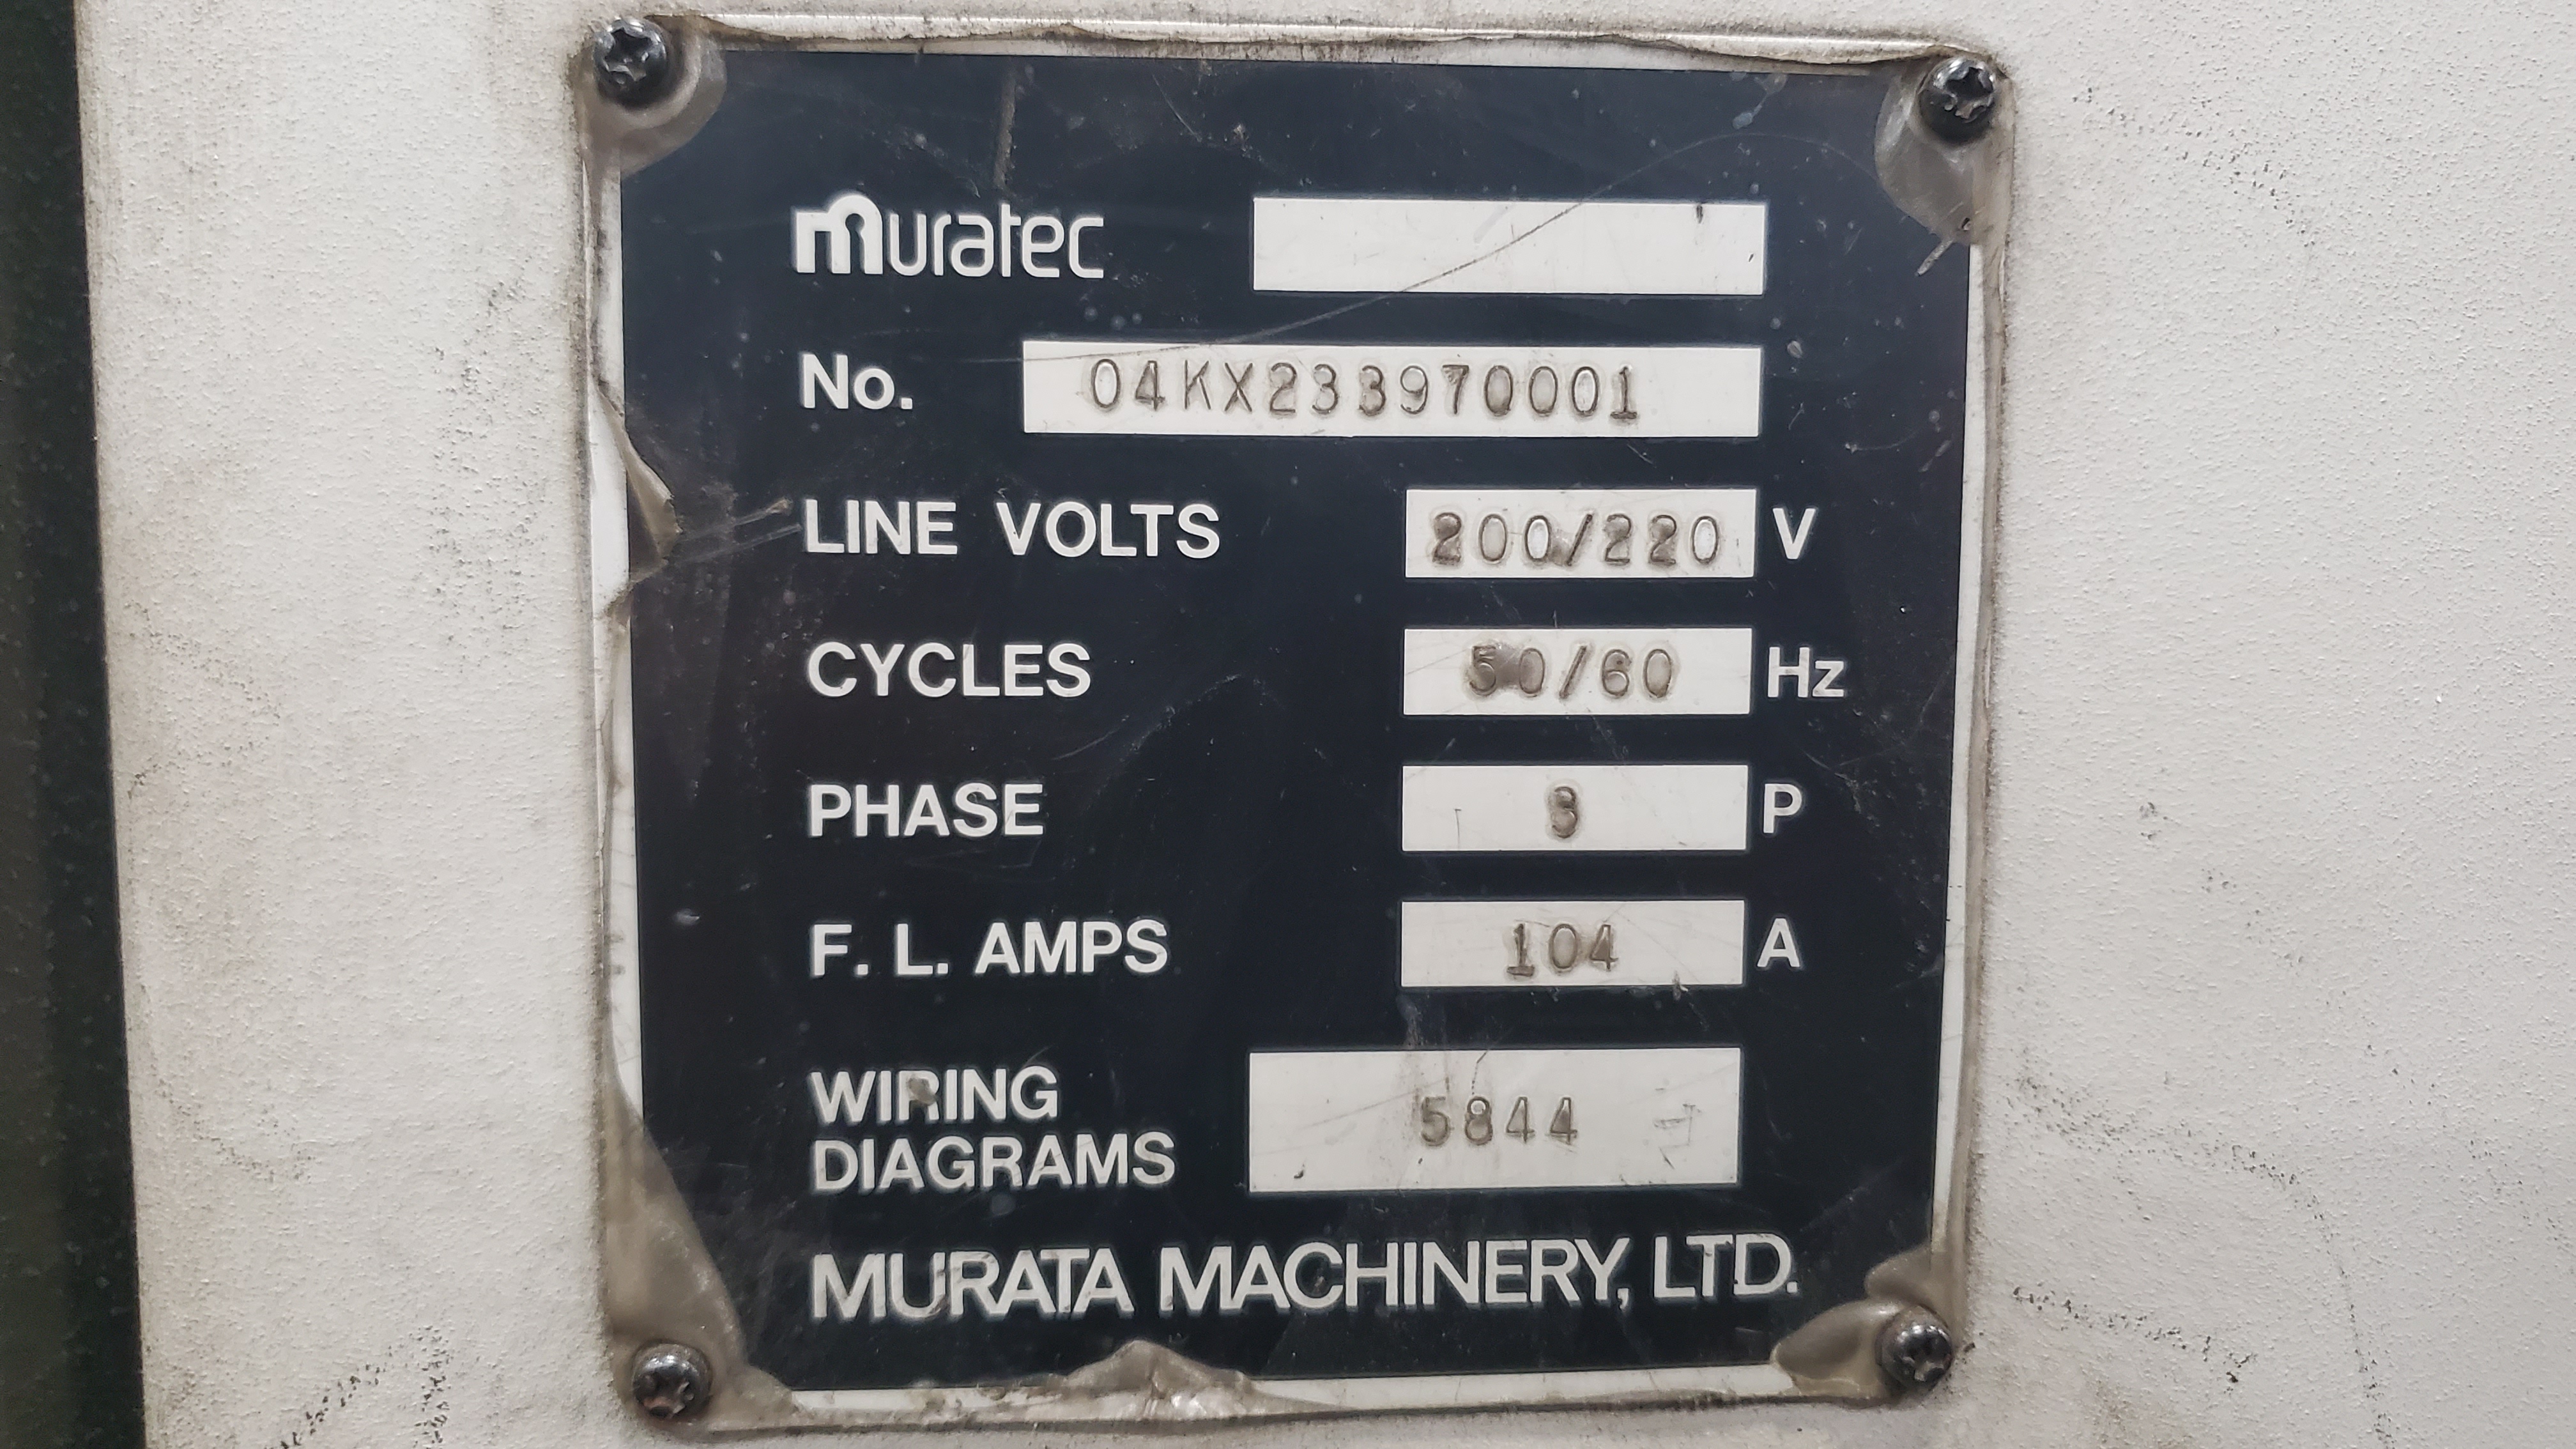 muratec
No. 04KX233970001
LINE VOLTS 200/220 V
CYCLES 50/60 Hz
PHASE 3 P
F. L. AMPS 104 A
WIRING
DIAGRAMS 5844
MURATA MACHINERY, LTD.